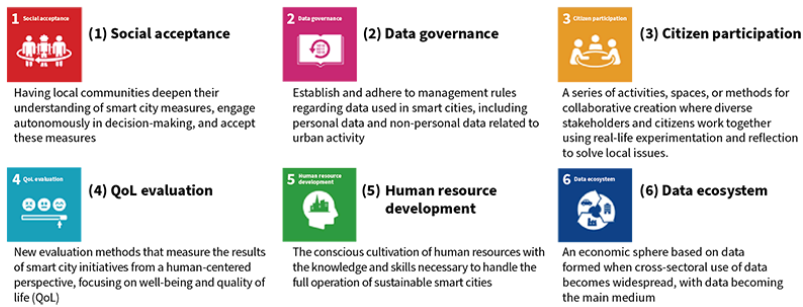 1 Social acceptance
(1) Social acceptance
Having local communities deepen their
understanding of smart city measures, engage
autonomously in decision-making, and accept
these measures
2 Data governance
(2) Data governance
Establish and adhere to management rules
regarding data used in smart cities, including
personal data and non-personal data related to
urban activity
3 Citizen participation
(3) Citizen participation
A series of activities, spaces, or methods for
collaborative creation where diverse
stakeholders and citizens work together
using real-life experimentation and reflection
to solve local issues.
4 QoL evaluation
(4) QoL evaluation
New evaluation methods that measure the results
of smart city initiatives from a human-centered
perspective, focusing on well-being and quality of
life (QoL)
5 Human resource
development
(5) Human resource
development
The conscious cultivation of human resources with
the knowledge and skills necessary to handle the
full operation of sustainable smart cities
6 Data ecosystem
(6) Data ecosystem
An economic sphere based on data
formed when cross-sectoral use of data
becomes widespread, with data becoming
the main medium